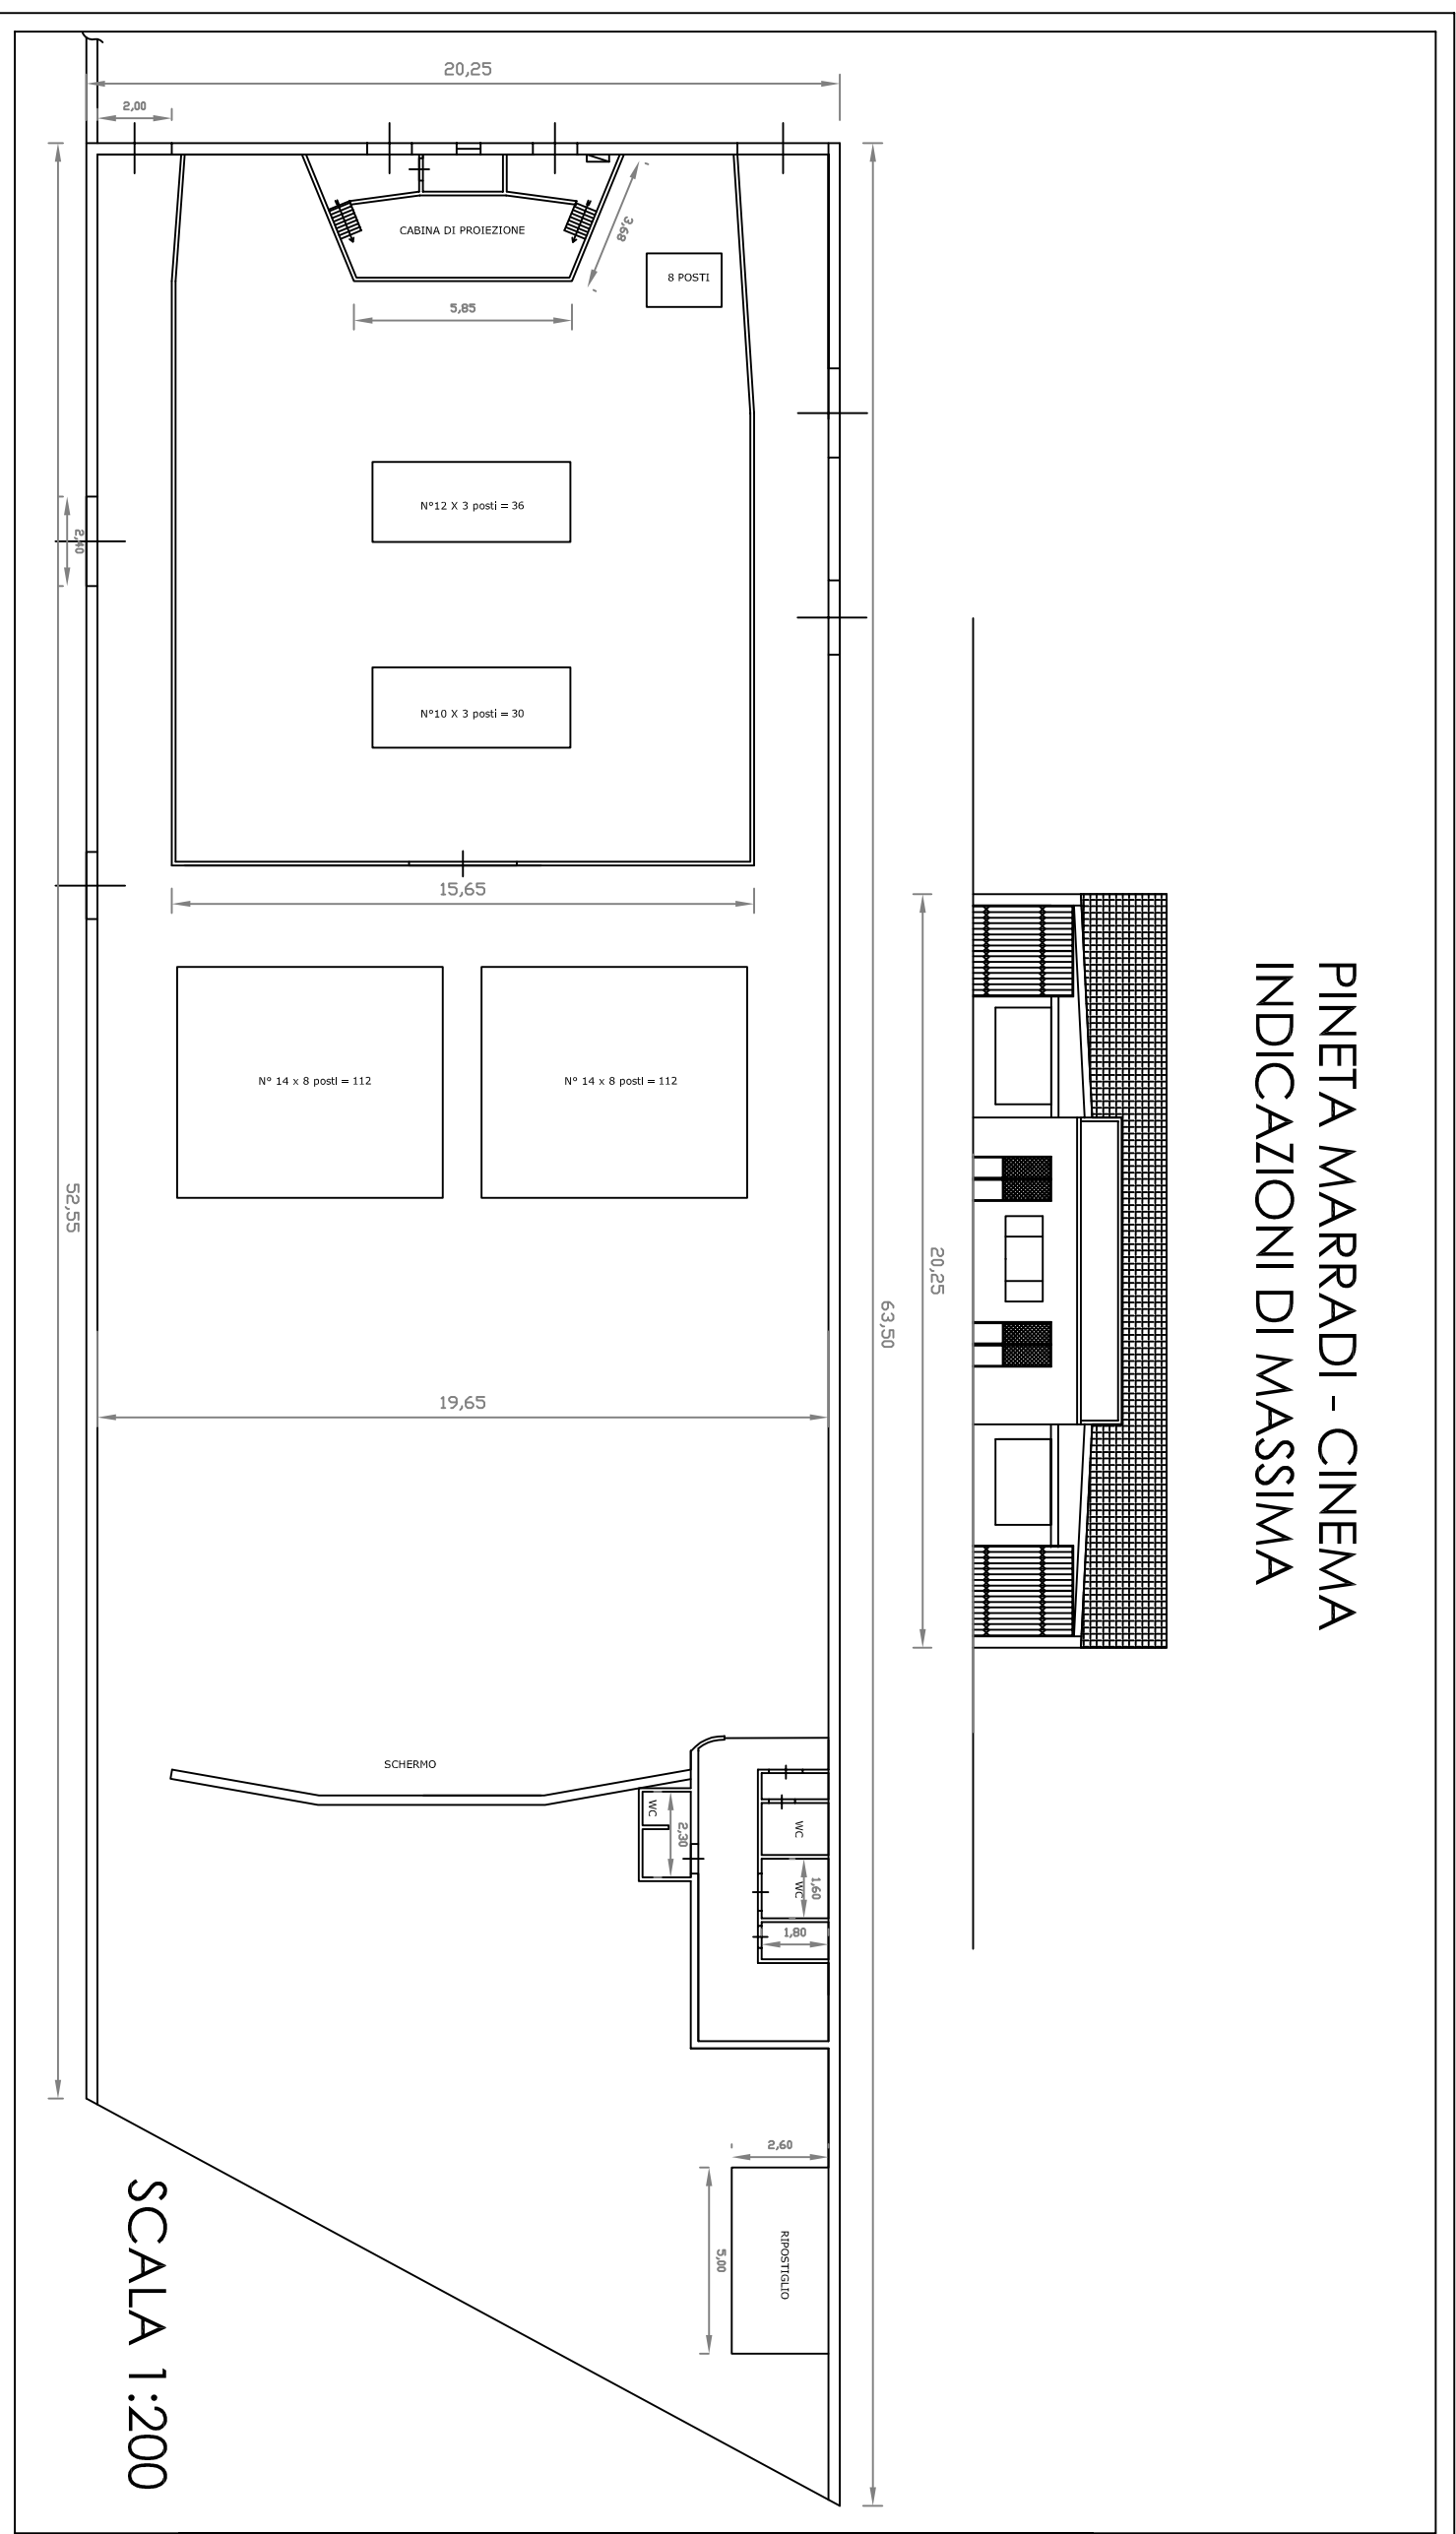 PINETA MARRADI - CINEMA
INDICAZIONI DI MASSIMA
20,25
2,00
CABINA DI PROIEZIONE
3,68
8 POSTI
5,85
N°12 X 3 posti = 36
2,40
N°10 X 3 posti = 30
15,65
N° 14 x 8 posti = 112
N° 14 x 8 posti = 112
52,55
20,25
63,50
19,65
SCHERMO
WC
2,30
WC
WC
1,60
1,80
2,60
RIPOSTIGLIO
5,00
SCALA 1:200